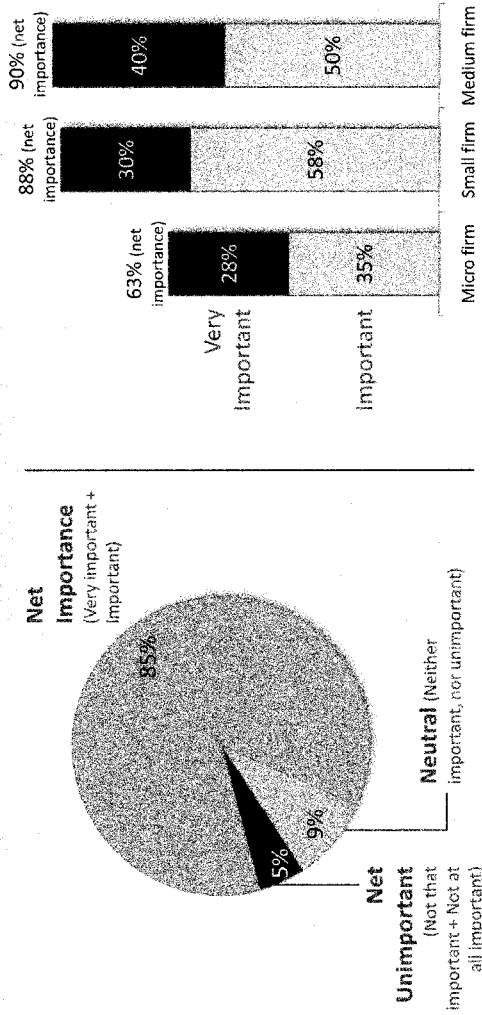 Net
Importance
(Very important +
Important)
85%
9%
5%
Neutral (Neither
important, nor unimportant)
Net
Unimportant
(Not that
important + Not at
all important)
63% (net
importance)
88% (net
importance)
90% (net
importance)
Very
Important
28%
30%
40%
Important
35%
58%
50%
Micro firm
Small firm
Medium firm